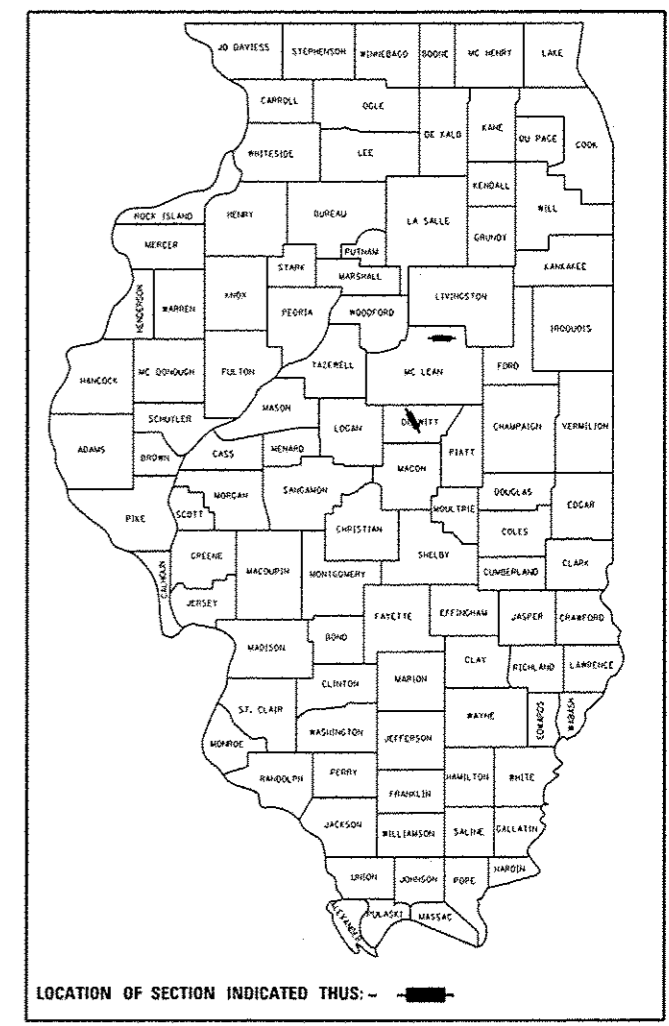 JO DAVIESS STEPHENSON WINNEBAGO BOONE MC HENRY LAKE
CARROLL OGLE DE KALB KANE DU PAGE COOK
WHITESIDE LEE
KENDALL
ROCK ISLAND HENRY BUREAU LA SALLE GRUNDY WILL
MERCER PUTNAM
STARK MARSHALL KANKAKEE
HENDERSON WARREN KNOX PEORIA WOODFORD LIVINGSTON IROQUOIS
HANCOCK MC DONOUGH FULTON TAZEWELL MC LEAN FORD
MASON
SCHUYLER LOGAN CHAMPAIGN VERMILION
ADAMS BROWN CASS MENARD MACON PIATT
PIKE SCOTT MORGAN SANGAMON MOULTRIE DOUGLAS EDGAR
CHRISTIAN COLES
CALHOUN GREENE MACOUPIN MONTGOMERY SHELBY CUMBERLAND CLARK
JERSEY FAYETTE EFFINGHAM JASPER CRAWFORD
MADISON BOND
CLAY RICHLAND LAWRENCE
CLINTON MARION
ST. CLAIR WAYNE EDWARDS WABASH
MONROE WASHINGTON JEFFERSON
RANDOLPH PERRY HAMILTON WHITE
FRANKLIN
JACKSON WILLIAMSON SALINE GALLATIN
UNION JOHNSON POPE HARDIN
ALEXANDER PULASKI MASSAC
LOCATION OF SECTION INDICATED THUS: -